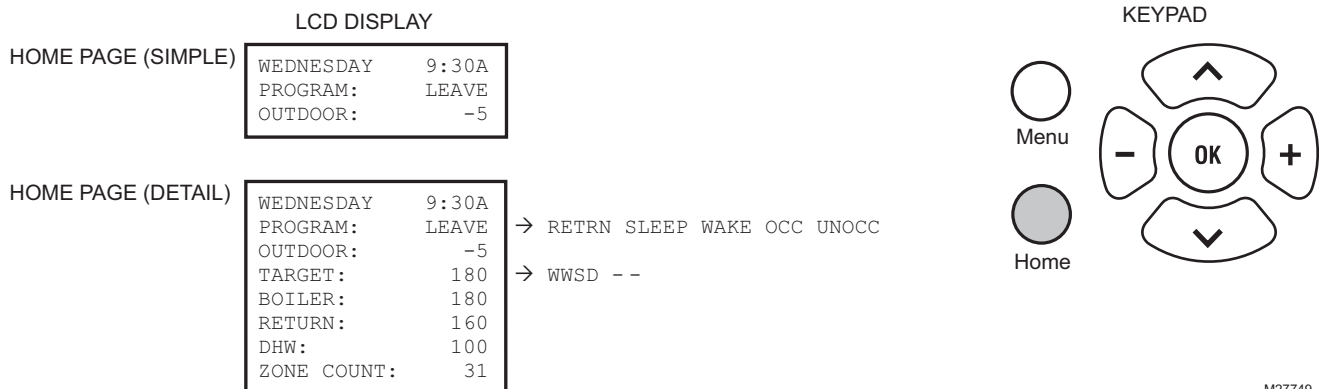 LCD DISPLAY
HOME PAGE (SIMPLE)
WEDNESDAY 9:30A
PROGRAM: LEAVE
OUTDOOR: -5
HOME PAGE (DETAIL)
WEDNESDAY 9:30A
PROGRAM: LEAVE → RETRN SLEEP WAKE OCC UNOCC
OUTDOOR: -5
TARGET: 180 → WWSD --
BOILER: 180
RETURN: 160
DHW: 100
ZONE COUNT: 31
KEYPAD
Menu
- OK +
Home
M27749